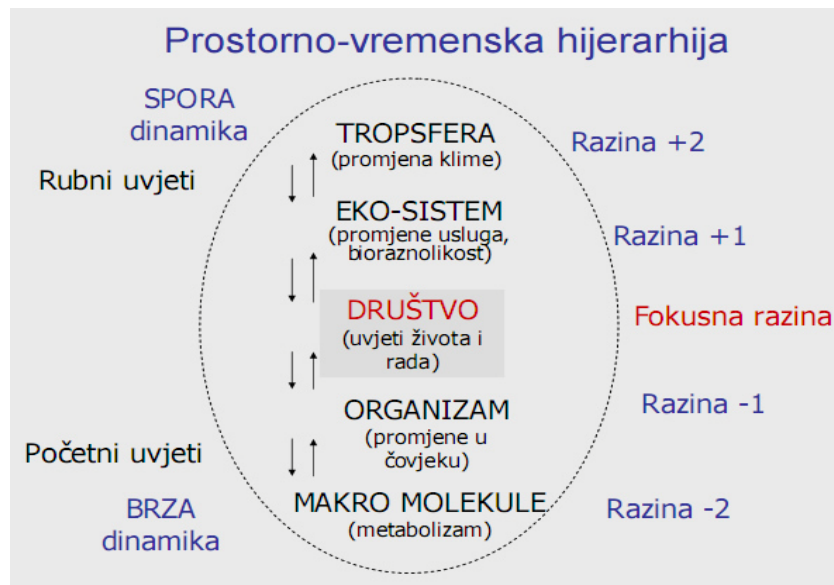 Prostorno-vremenska hijerarhija
SPORA
dinamika
TROPSFERA
(promjena klime)
Razina +2
Rubni uvjeti
EKO-SISTEM
(promjene usluga,
bioraznolikost)
Razina +1
DRUŠTVO
(uvjeti života i
rada)
Fokusna razina
ORGANIZAM
(promjene u
čovjeku)
Razina -1
Početni uvjeti
MAKRO MOLEKULE
(metabolizam)
Razina -2
BRZA
dinamika